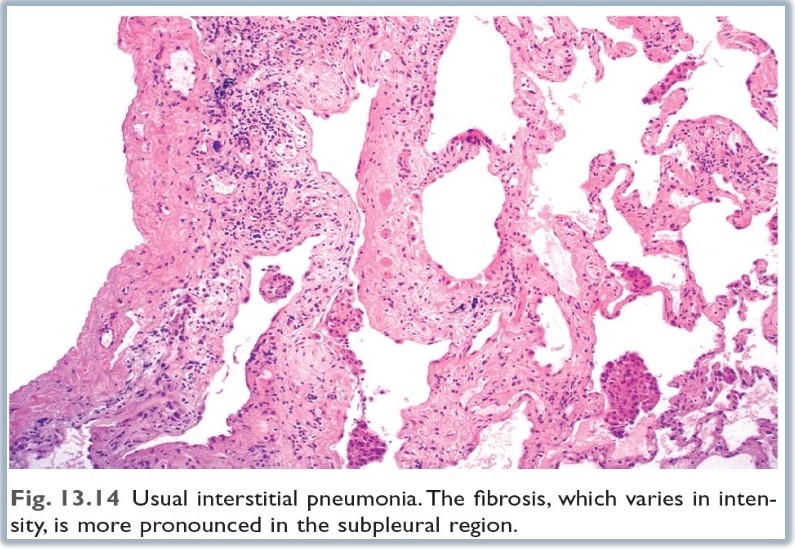 Fig. 13.14 Usual interstitial pneumonia. The fibrosis, which varies in inten-
sity, is more pronounced in the subpleural region.